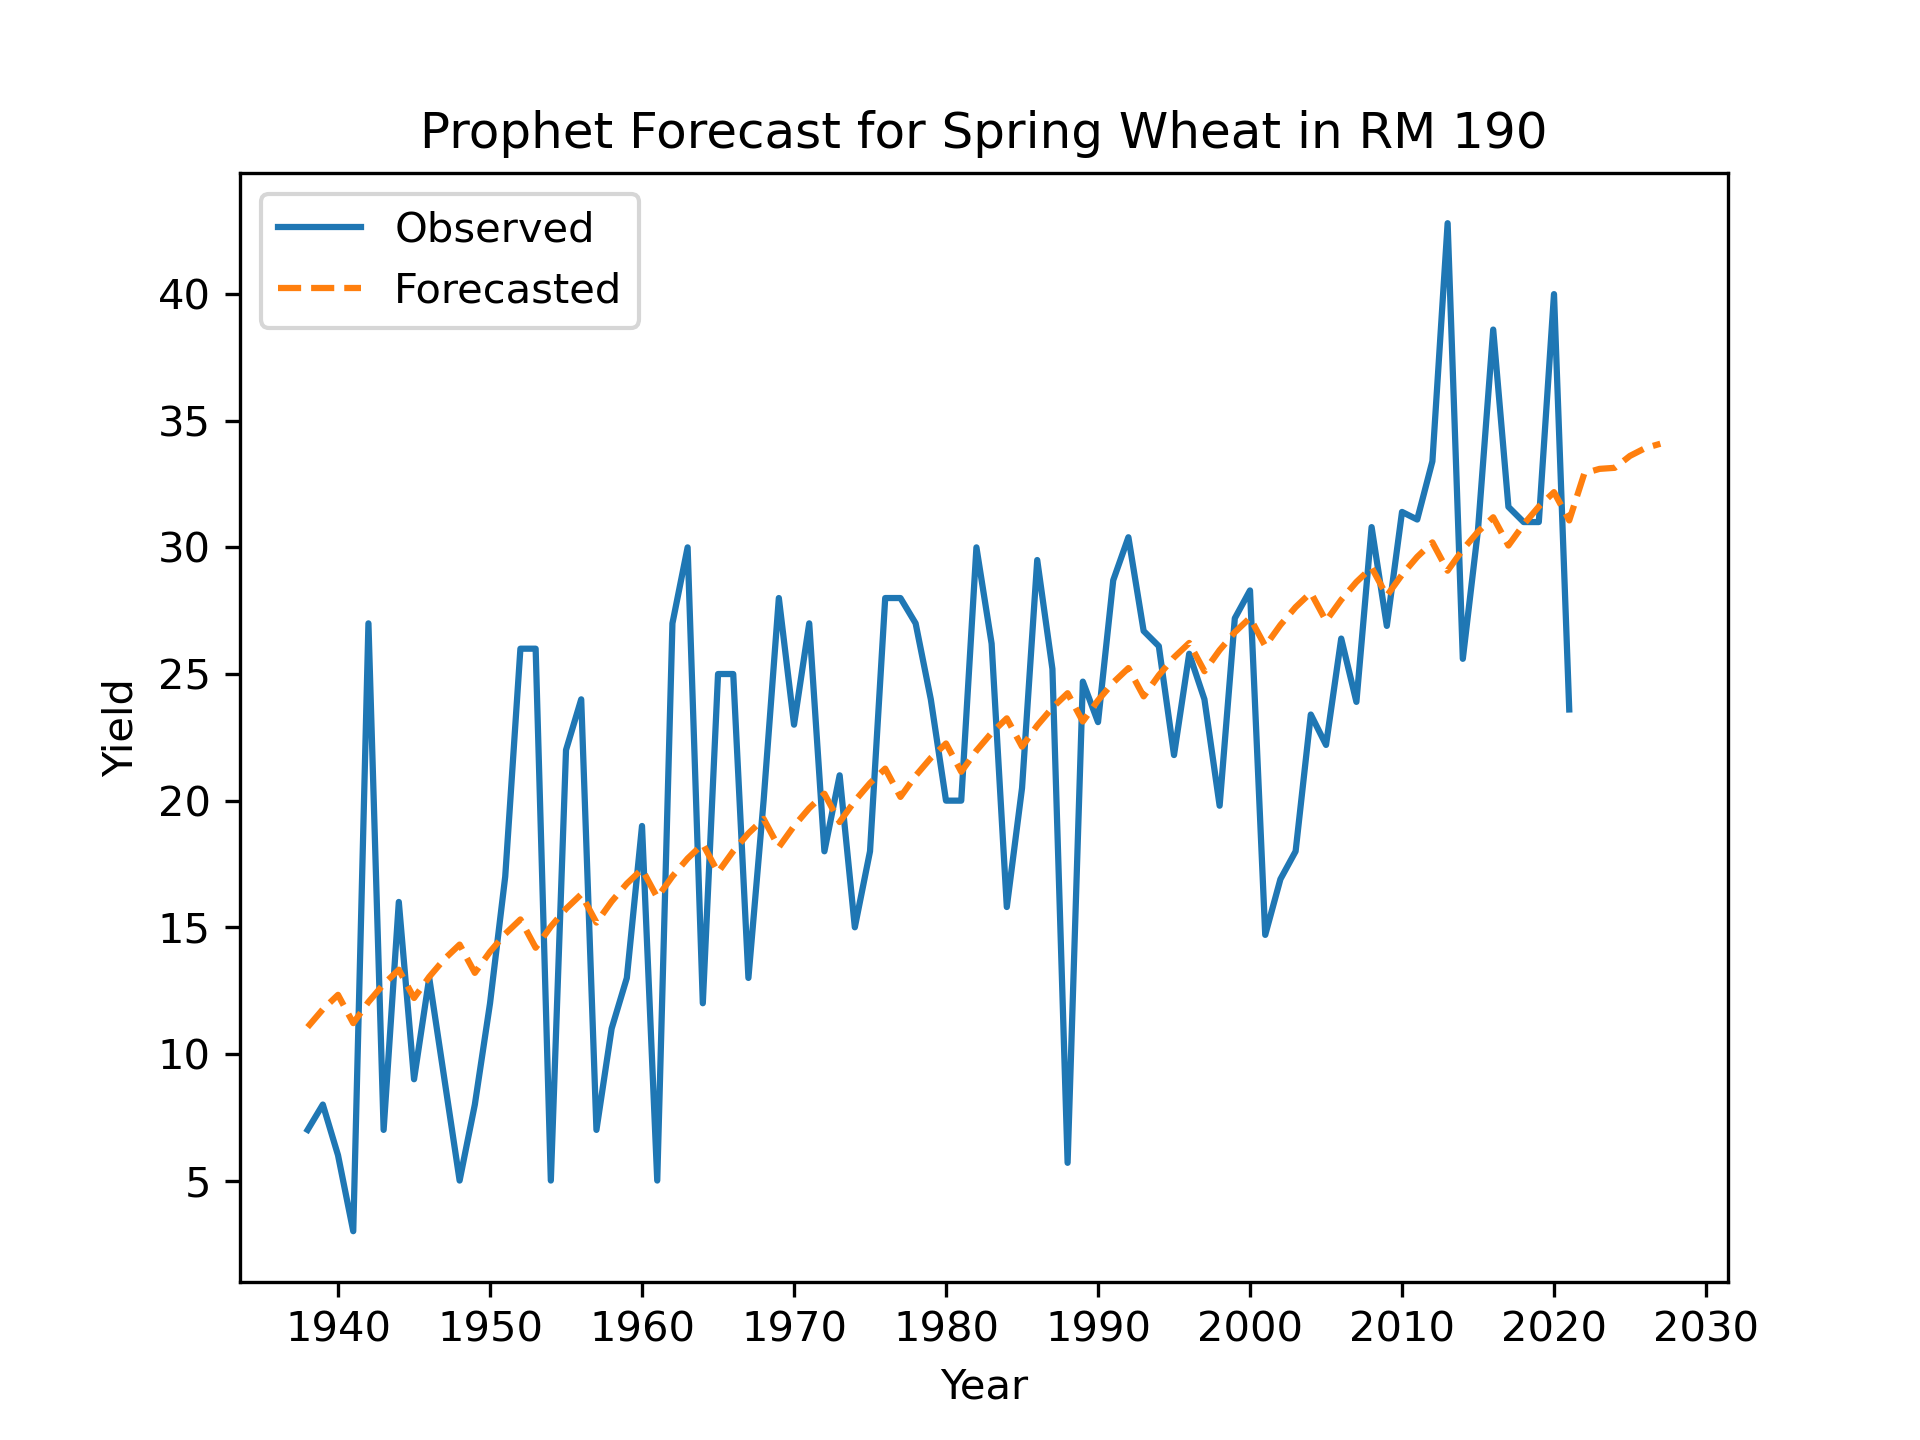 Prophet Forecast for Spring Wheat in RM 190
Observed
Forecasted
40
35
30
25
20
15
10
5
Yield
1940 1950 1960 1970 1980 1990 2000 2010 2020 2030
Year